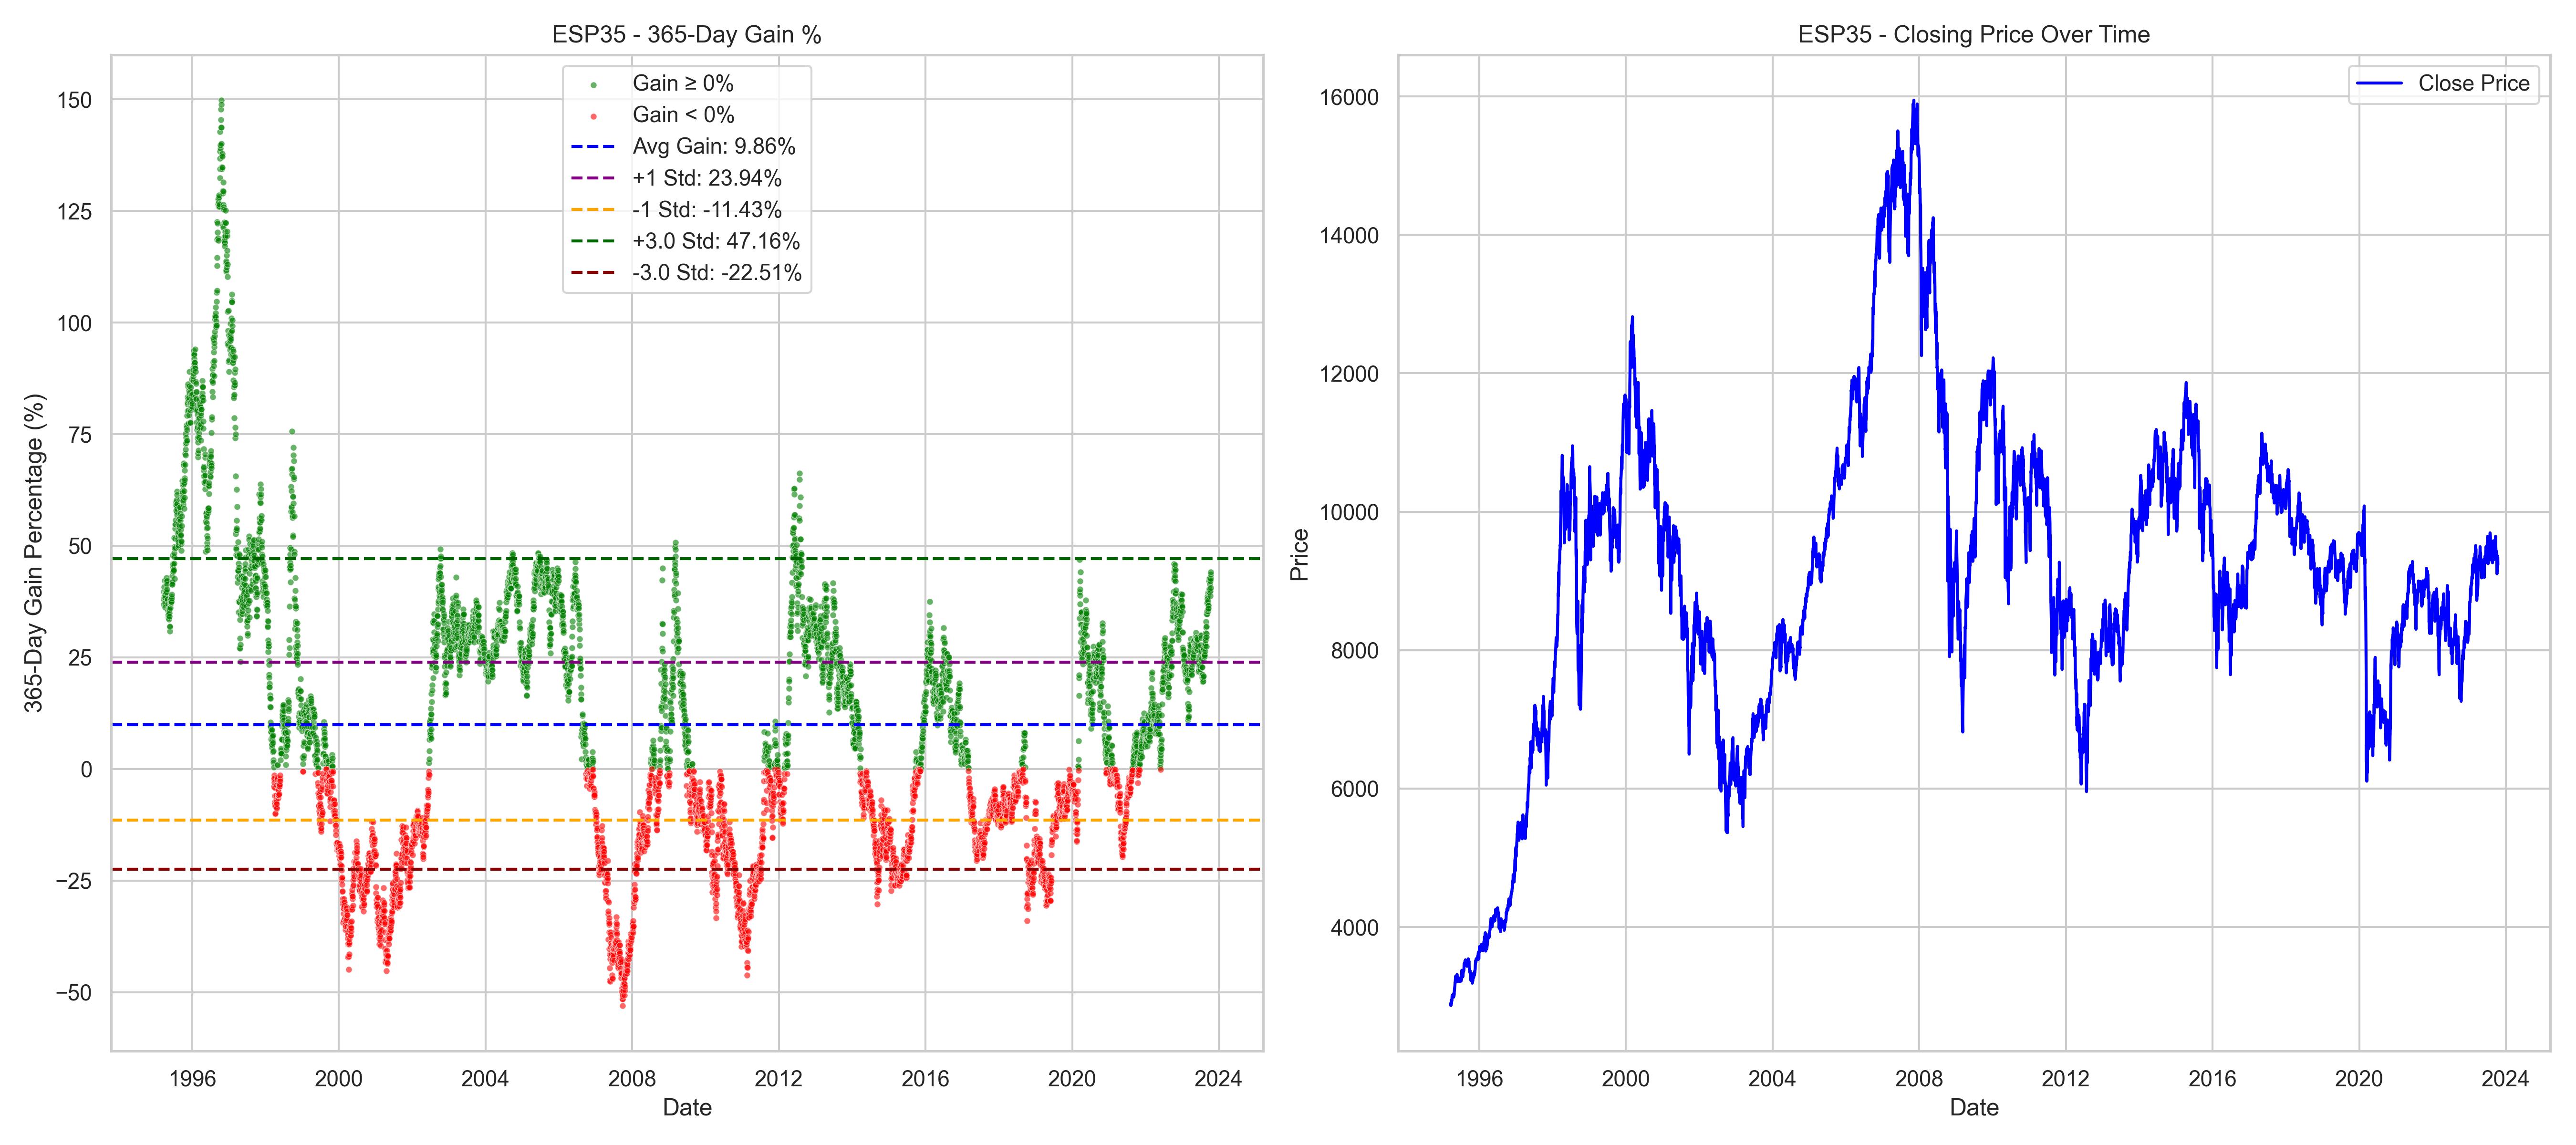 ESP35 - 365-Day Gain %
Gain ≥ 0%
Gain < 0%
Avg Gain: 9.86%
+1 Std: 23.94%
-1 Std: -11.43%
+3.0 Std: 47.16%
-3.0 Std: -22.51%
365-Day Gain Percentage (%)
150
125
100
75
50
25
0
−25
−50
1996 2000 2004 2008 2012 2016 2020 2024
Date
ESP35 - Closing Price Over Time
Close Price
Price
16000
14000
12000
10000
8000
6000
4000
1996 2000 2004 2008 2012 2016 2020 2024
Date